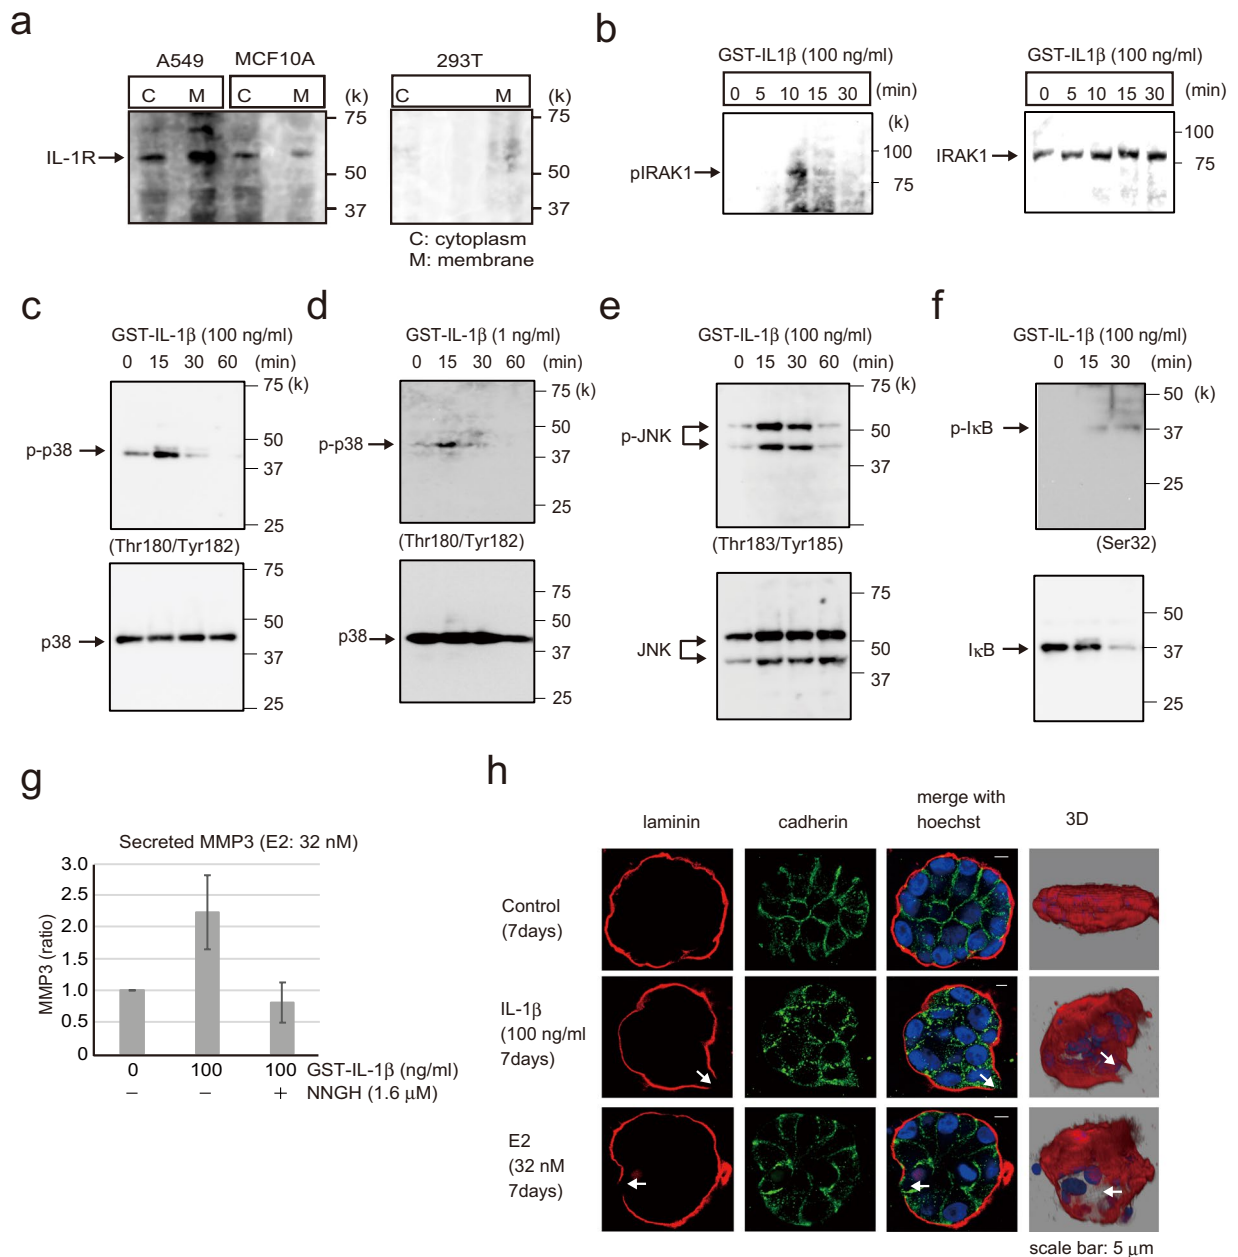 a
A549 MCF10A 293T
C M C M (k) C M (k)
75 75
IL-1R 50 50
37 37
C: cytoplasm
M: membrane
b
GST-IL1β (100 ng/ml) GST-IL1β (100 ng/ml)
0 5 10 15 30 (min) 0 5 10 15 30 (min)
(k)
pIRAK1 100 75
IRAK1 100 75
c
GST-IL-1β (100 ng/ml)
0 15 30 60 (min)
75 (k)
p-p38 50
37
25
(Thr180/Tyr182)
75
p38 50
37
25
d
GST-IL-1β (1 ng/ml)
0 15 30 60 (min)
75 (k)
p-p38 50
37
25
(Thr180/Tyr182)
75
p38 50
37
25
e
GST-IL-1β (100 ng/ml)
0 15 30 60 (min)
75 (k)
p-JNK 50
37
(Thr183/Tyr185)
75
JNK 50
37
f
GST-IL-1β (100 ng/ml)
0 15 30 (min)
50 (k)
p-IκB 37
25
(Ser32)
50
IκB 37
25
g
Secreted MMP3 (E2: 32 nM)
MMP3 (ratio)
3.0
2.5
2.0
1.5
1.0
0.5
0
0 100 100 GST-IL-1β (ng/ml)
− − + NNGH (1.6 μM)
h
laminin cadherin merge with hoechst 3D
Control
(7days)
IL-1β
(100 ng/ml
7days)
E2
(32 nM
7days)
scale bar: 5 μm